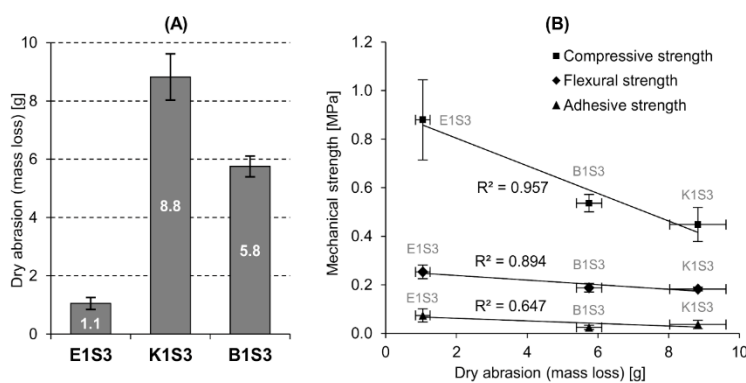 (A)
Dry abrasion (mass loss) [g]
10
8
6
4
2
0
1.1
8.8
5.8
E1S3 K1S3 B1S3
(B)
Mechanical strength [MPa]
1.2
1.0
0.8
0.6
0.4
0.2
0.0
Compressive strength
Flexural strength
Adhesive strength
E1S3
B1S3
K1S3
R² = 0.957
E1S3
R² = 0.894
B1S3
K1S3
E1S3
R² = 0.647
B1S3
K1S3
0 2 4 6 8 10
Dry abrasion (mass loss) [g]